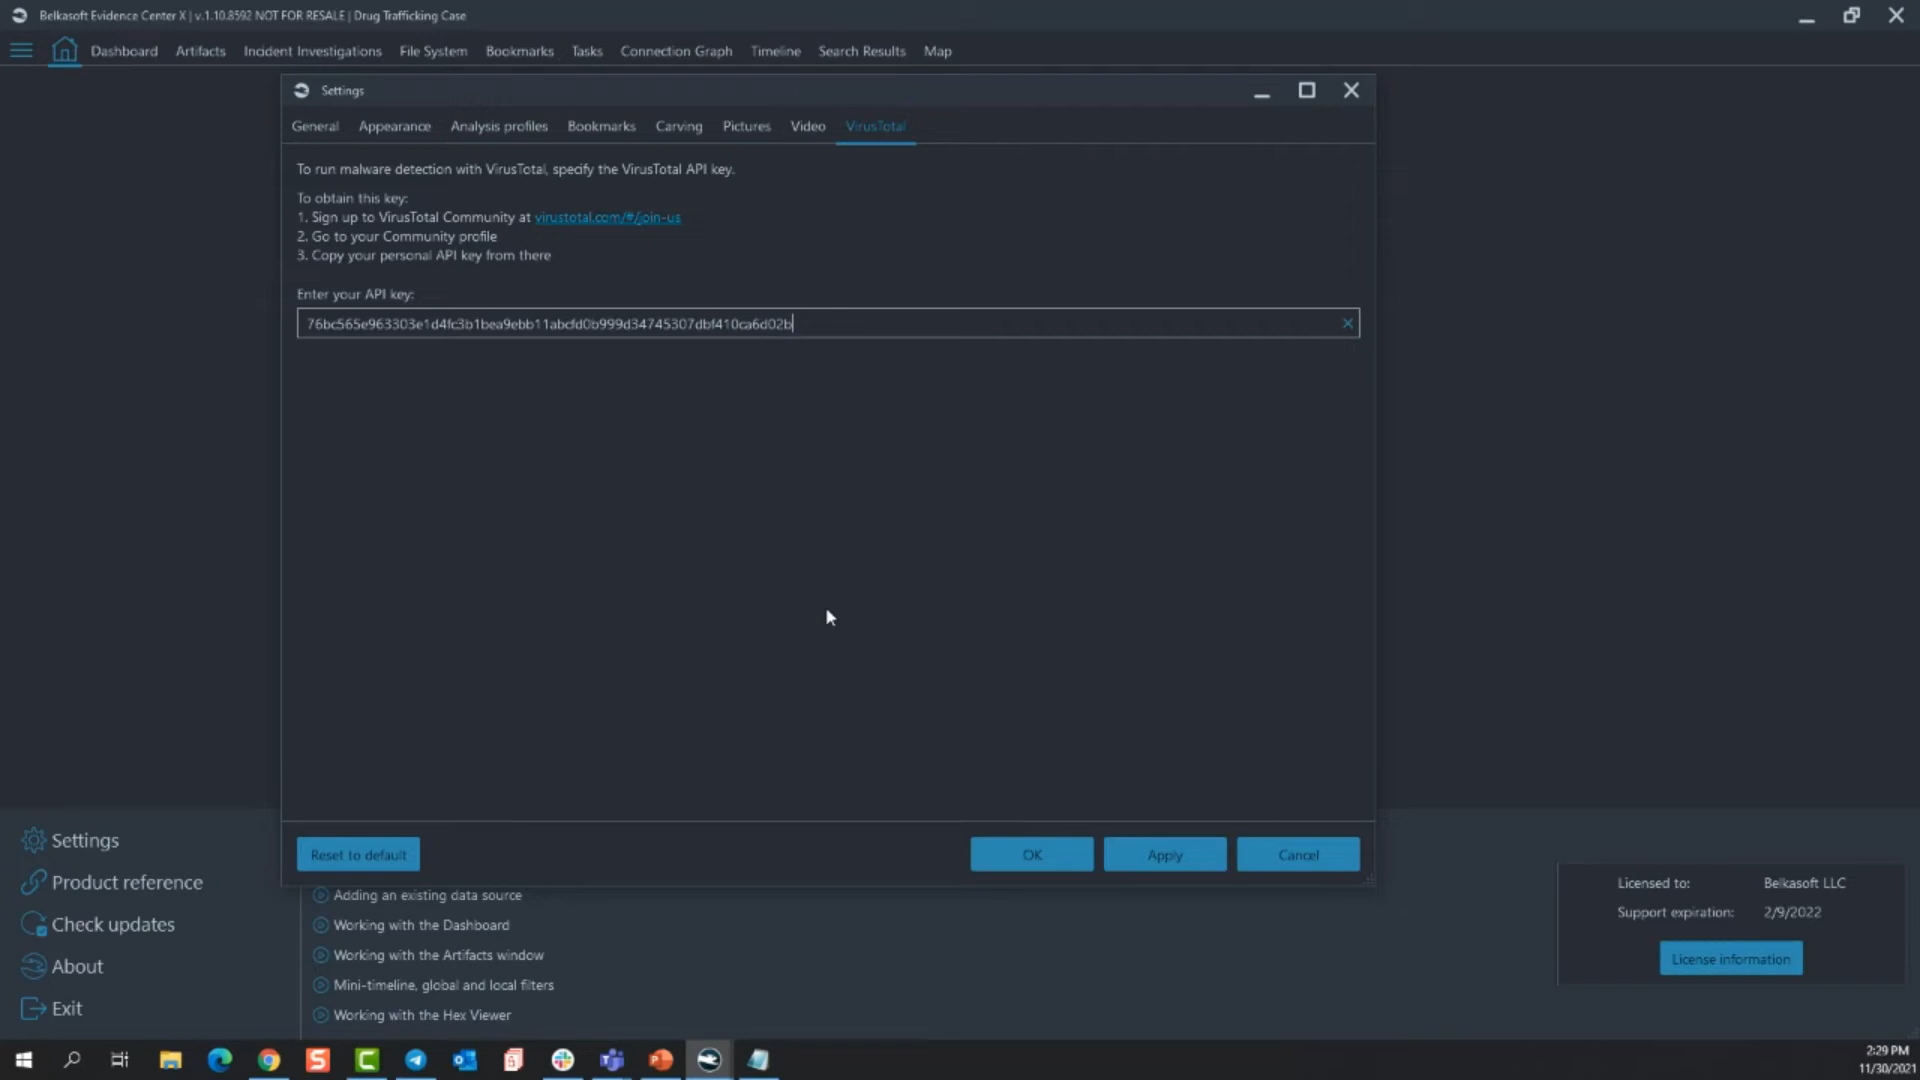 Belkasoft Evidence Center X | v.1.10.8592 NOT FOR RESALE | Drug Trafficking Case
Dashboard Artifacts Incident Investigations File System Bookmarks Tasks Connection Graph Timeline Search Results Map
Settings
General Appearance Analysis profiles Bookmarks Carving Pictures Video VirusTotal
To run malware detection with VirusTotal, specify the VirusTotal API key.
To obtain this key:
1. Sign up to VirusTotal Community at virustotal.com/#/join-us
2. Go to your Community profile
3. Copy your personal API key from there
Enter your API key:
76bc565e963303e1d4fc3b1bea9ebb11abcfd0b999d34745307dbf410ca6d02b
Reset to default OK Apply Cancel
Settings
Product reference
Check updates
About
Exit
Adding an existing data source
Working with the Dashboard
Working with the Artifacts window
Mini-timeline, global and local filters
Working with the Hex Viewer
Licensed to: Belkasoft LLC
Support expiration: 2/9/2022
License information
2:29 PM
11/30/2021